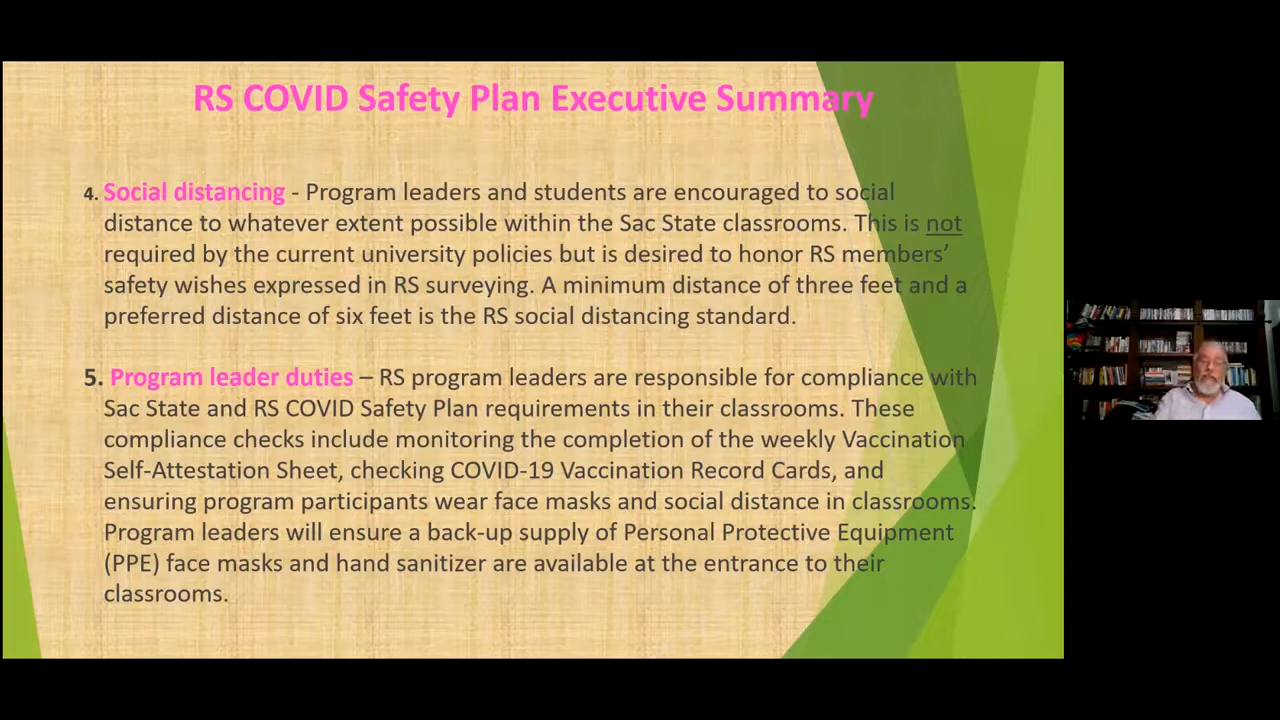 RS COVID Safety Plan Executive Summary
4. Social distancing - Program leaders and students are encouraged to social
distance to whatever extent possible within the Sac State classrooms. This is not
required by the current university policies but is desired to honor RS members’
safety wishes expressed in RS surveying. A minimum distance of three feet and a
preferred distance of six feet is the RS social distancing standard.
5. Program leader duties – RS program leaders are responsible for compliance with
Sac State and RS COVID Safety Plan requirements in their classrooms. These
compliance checks include monitoring the completion of the weekly Vaccination
Self-Attestation Sheet, checking COVID-19 Vaccination Record Cards, and
ensuring program participants wear face masks and social distance in classrooms.
Program leaders will ensure a back-up supply of Personal Protective Equipment
(PPE) face masks and hand sanitizer are available at the entrance to their
classrooms.